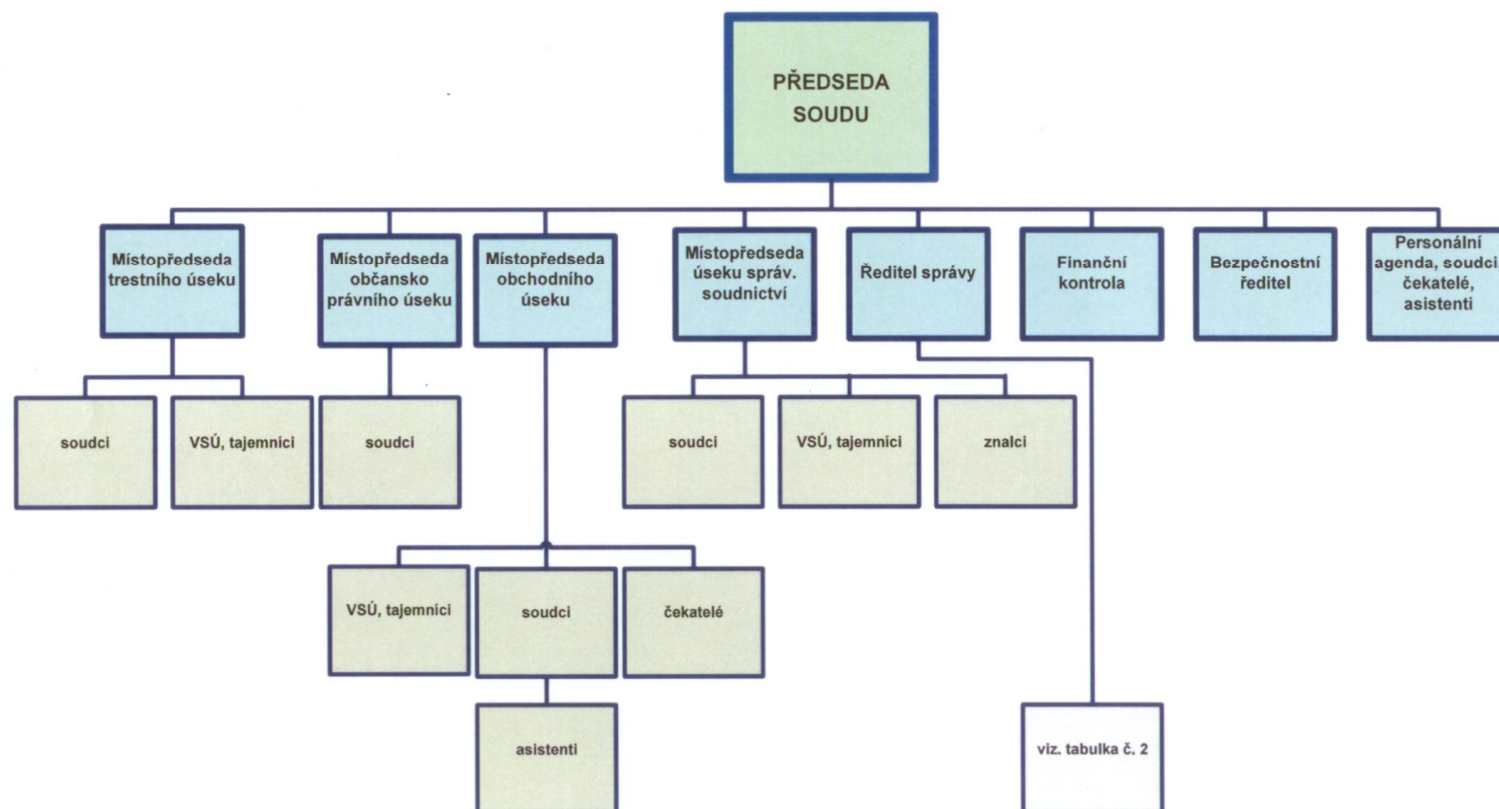 PŘEDSEDA
SOUDU
Místopředseda
trestního úseku
Místopředseda
občansko
právního úseku
Místopředseda
obchodního
úseku
Místopředseda
úseku správ.
soudnictví
Ředitel správy
Finanční
kontrola
Bezpečnostní
ředitel
Personální
agenda, soudci
čekatelé,
asistenti
soudci
VSÚ, tajemníci
soudci
soudci
VSÚ, tajemníci
znalci
VSÚ, tajemníci
soudci
čekatelé
asistenti
viz. tabulka č. 2